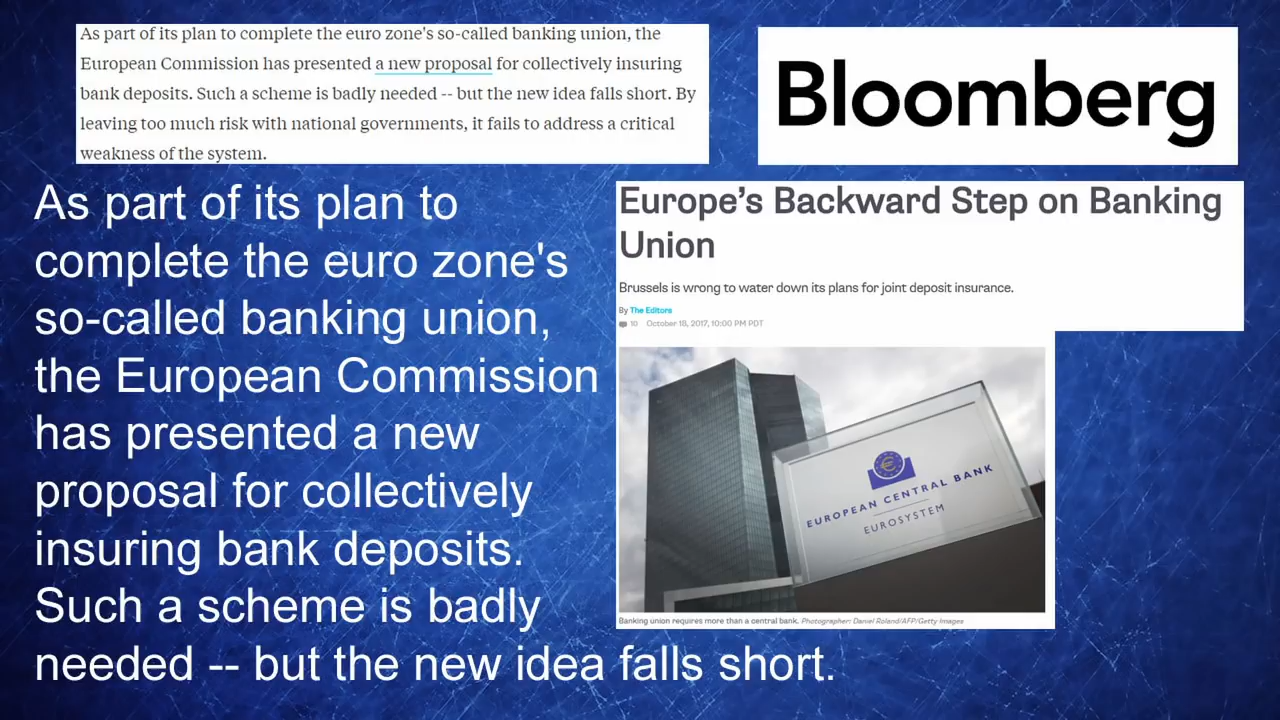 As part of its plan to complete the euro zone's so-called banking union, the
European Commission has presented a new proposal for collectively insuring
bank deposits. Such a scheme is badly needed -- but the new idea falls short. By
leaving too much risk with national governments, it fails to address a critical
weakness of the system.
Bloomberg
As part of its plan to
complete the euro zone's
so-called banking union,
the European Commission
has presented a new
proposal for collectively
insuring bank deposits.
Such a scheme is badly
needed -- but the new idea falls short.
Europe’s Backward Step on Banking
Union
Brussels is wrong to water down its plans for joint deposit insurance.
By The Editors
10 October 18, 2017, 10:00 PM PDT
EUROPEAN CENTRAL BANK
EUROSYSTEM
Banking union requires more than a central bank. Photographer: Daniel Roland/AFP/Getty Images